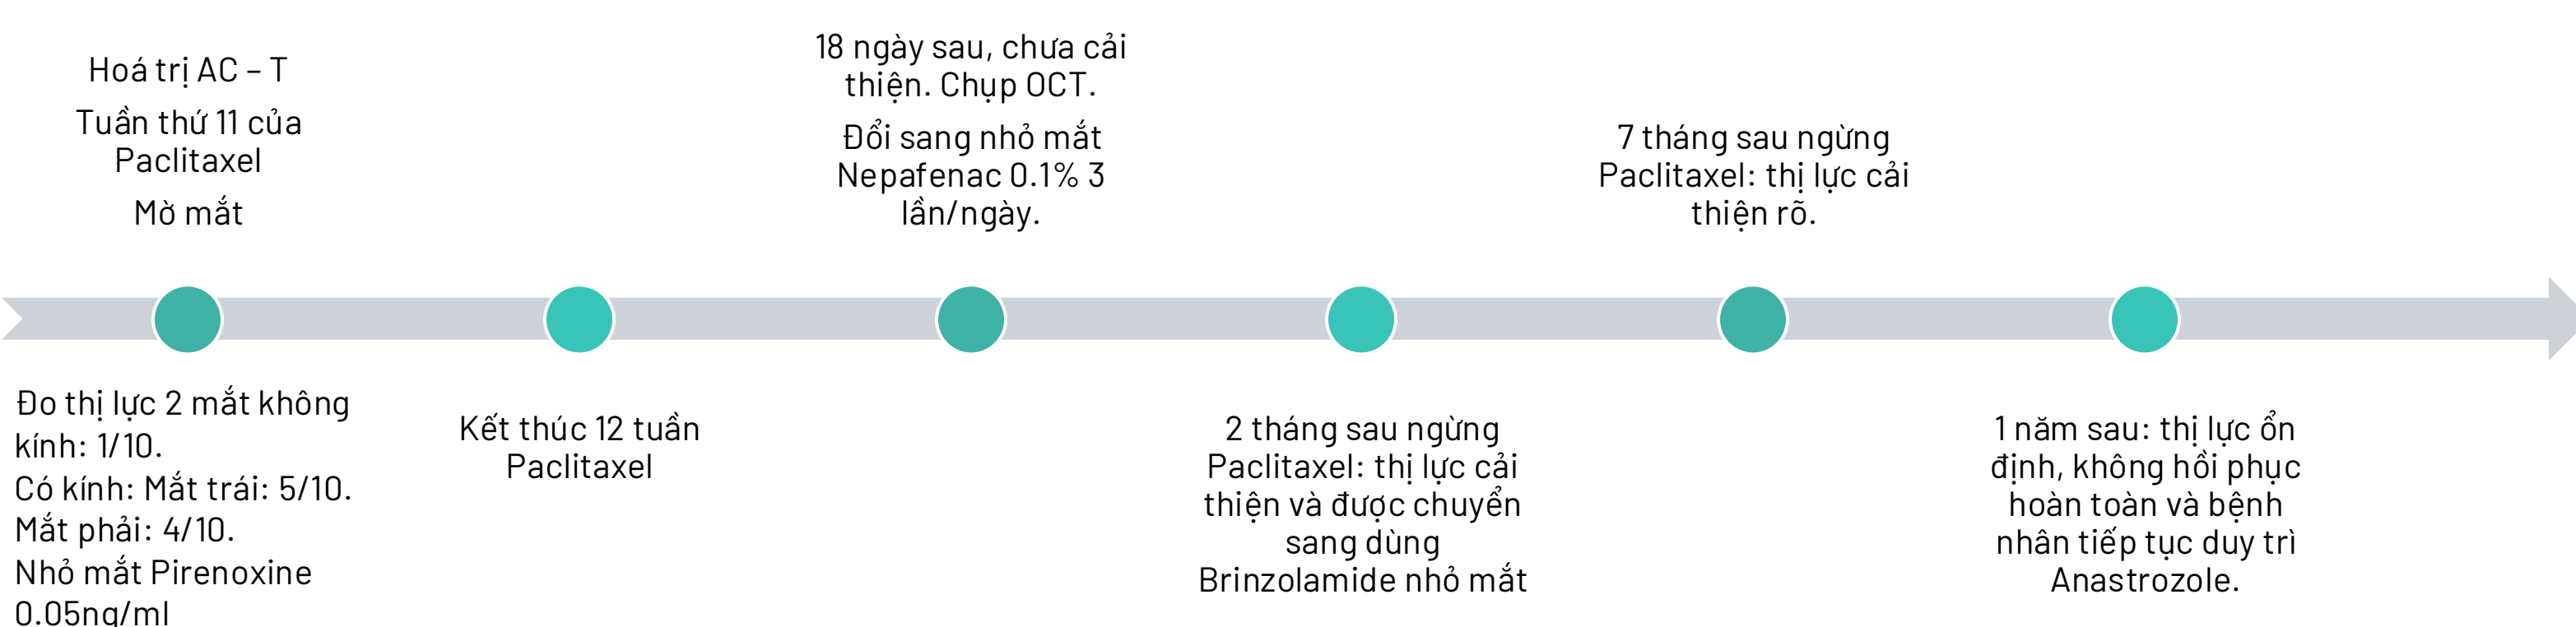 Hoá trị AC – T
Tuần thứ 11 của
Paclitaxel
Mờ mắt
Đo thị lực 2 mắt không
kính: 1/10.
Có kính: Mắt trái: 5/10.
Mắt phải: 4/10.
Nhỏ mắt Pirenoxine
0.05ng/ml
Kết thúc 12 tuần
Paclitaxel
18 ngày sau, chưa cải
thiện. Chụp OCT.
Đổi sang nhỏ mắt
Nepafenac 0.1% 3
lần/ngày.
2 tháng sau ngừng
Paclitaxel: thị lực cải
thiện và được chuyển
sang dùng
Brinzolamide nhỏ mắt
7 tháng sau ngừng
Paclitaxel: thị lực cải
thiện rõ.
1 năm sau: thị lực ổn
định, không hồi phục
hoàn toàn và bệnh
nhân tiếp tục duy trì
Anastrozole.